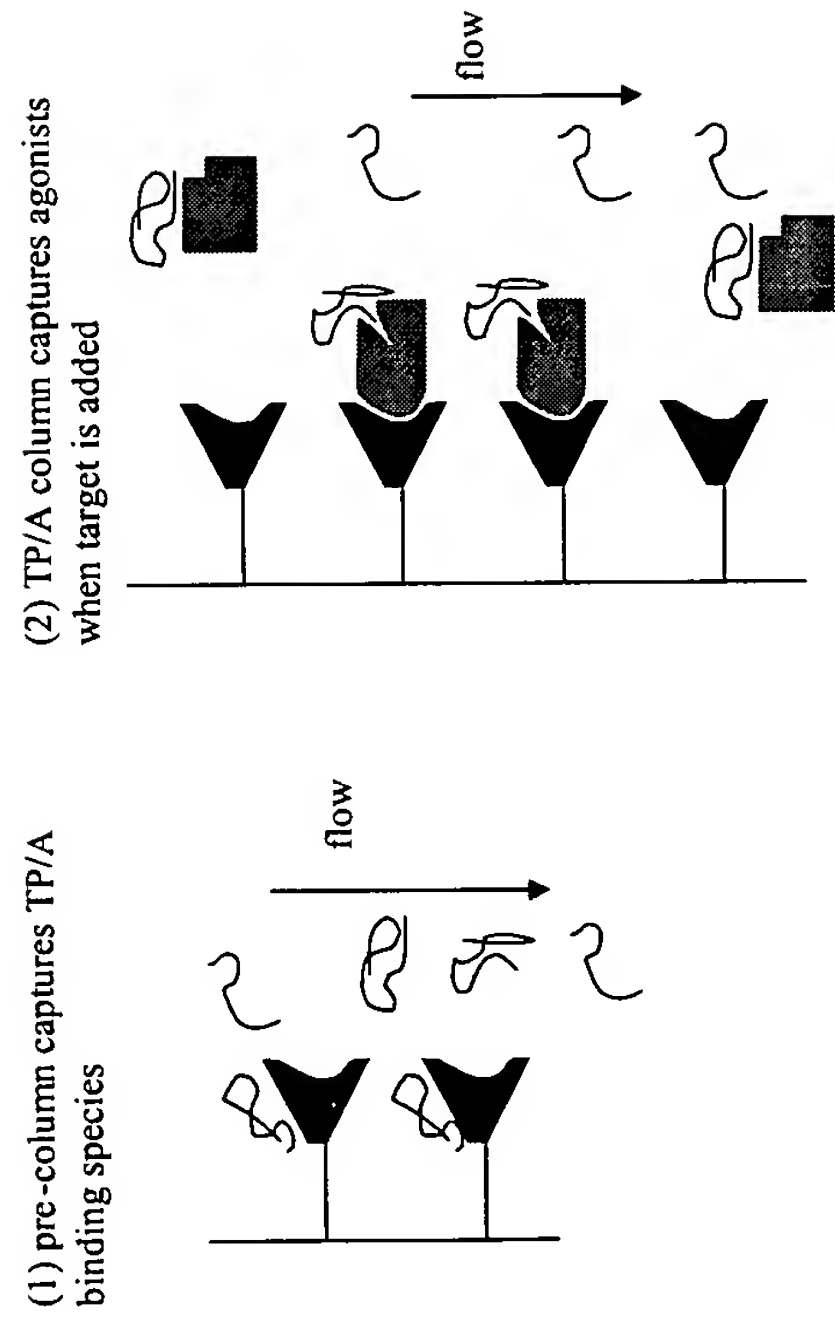 (1) pre-column captures TP/A
binding species
flow
(2) TP/A column captures agonists
when target is added
flow